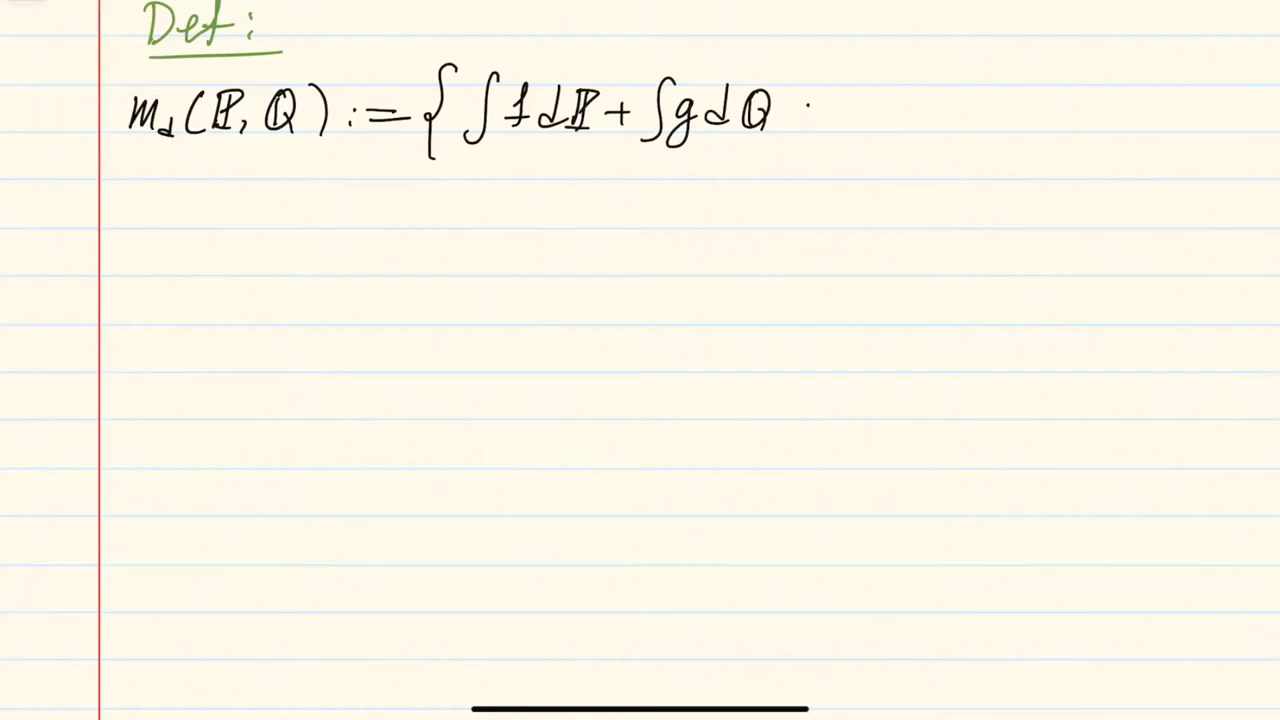 Def:
m_d(ℙ, ℚ) := { ∫ f dℙ + ∫ g dℚ